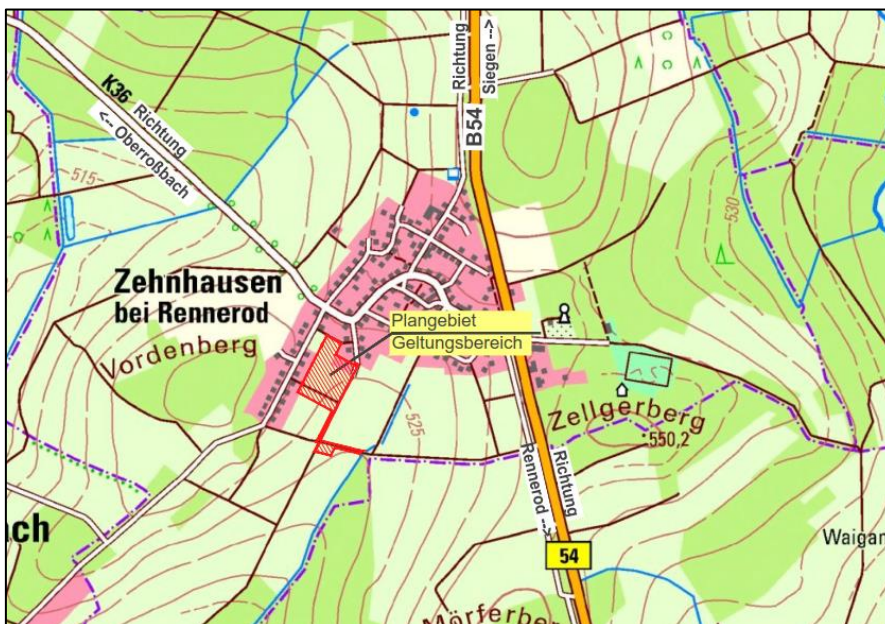 K36 Richtung
<-- Oberroßbach
Richtung
Siegen -->
B54
515
530
Zehnhausen
bei Rennerod
Vordenberg
Plangebiet
Geltungsbereich
525
Zellgerberg
550,2
Richtung
Rennerod -->
54
ach
Waigan
Mörferber